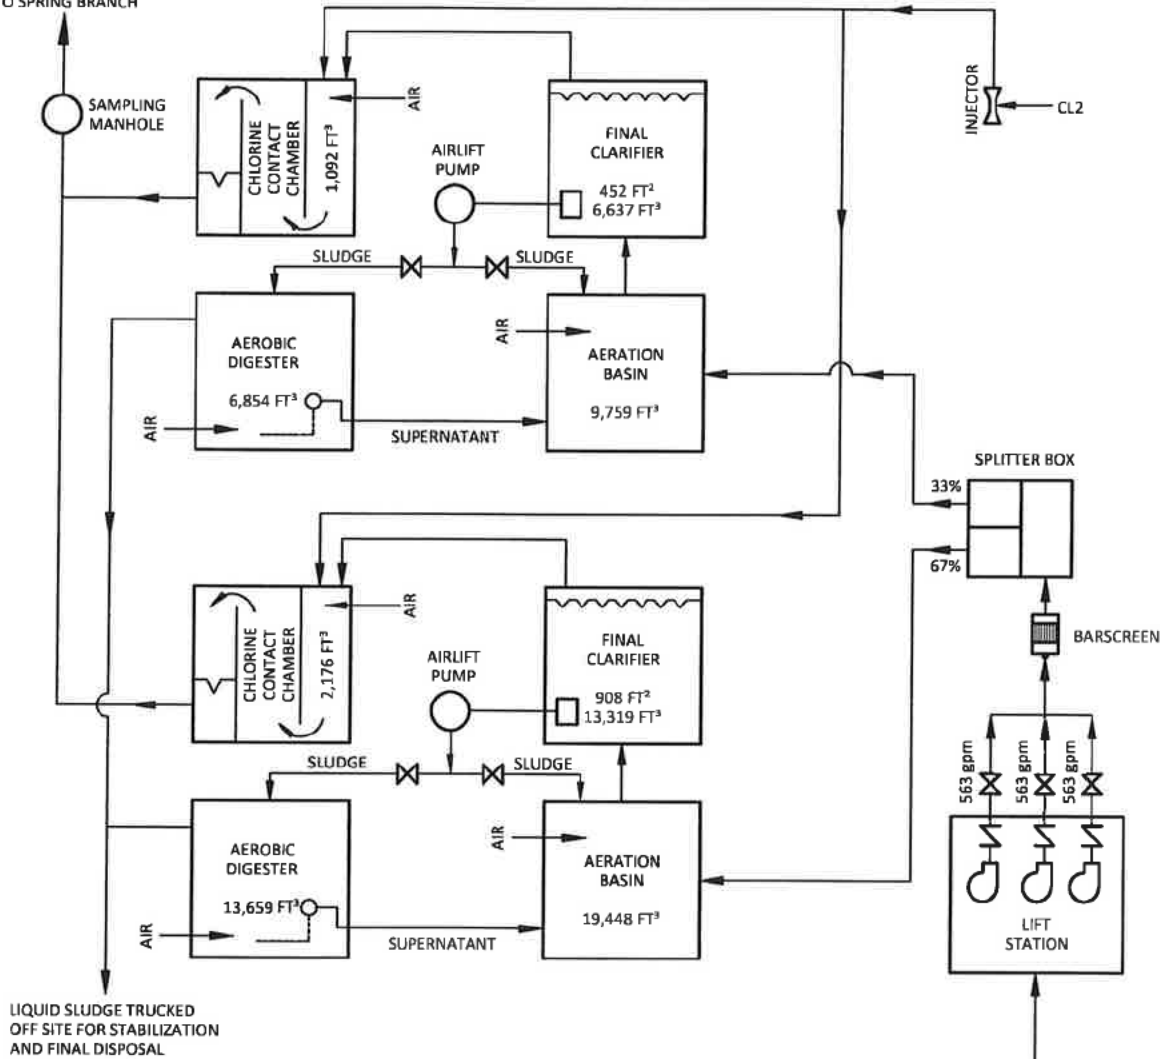 O SPRING BRANCH
SAMPLING
MANHOLE
CHLORINE
CONTACT
CHAMBER
1,092 FT³
AIR
AIRLIFT
PUMP
FINAL
CLARIFIER
452 FT²
6,637 FT³
INJECTOR
CL2
SLUDGE
SLUDGE
AEROBIC
DIGESTER
6,854 FT³
AIR
SUPERNATANT
AIR
AERATION
BASIN
9,759 FT³
SPLITTER BOX
33%
67%
BARSCREEN
CHLORINE
CONTACT
CHAMBER
2,176 FT³
AIR
AIRLIFT
PUMP
FINAL
CLARIFIER
908 FT²
13,319 FT³
SLUDGE
SLUDGE
AEROBIC
DIGESTER
13,659 FT³
AIR
SUPERNATANT
AIR
AERATION
BASIN
19,448 FT³
563 gpm
563 gpm
563 gpm
LIFT
STATION
LIQUID SLUDGE TRUCKED
OFF SITE FOR STABILIZATION
AND FINAL DISPOSAL